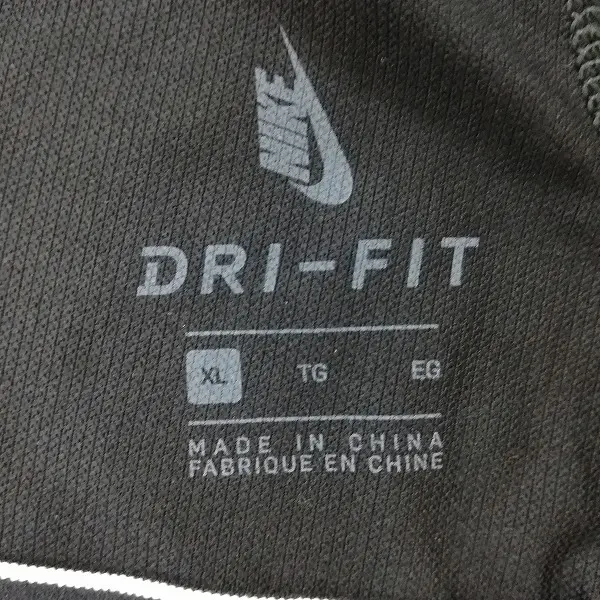 NIKE
DRI-FIT
XL TG EG
MADE IN CHINA
FABRIQUE EN CHINE